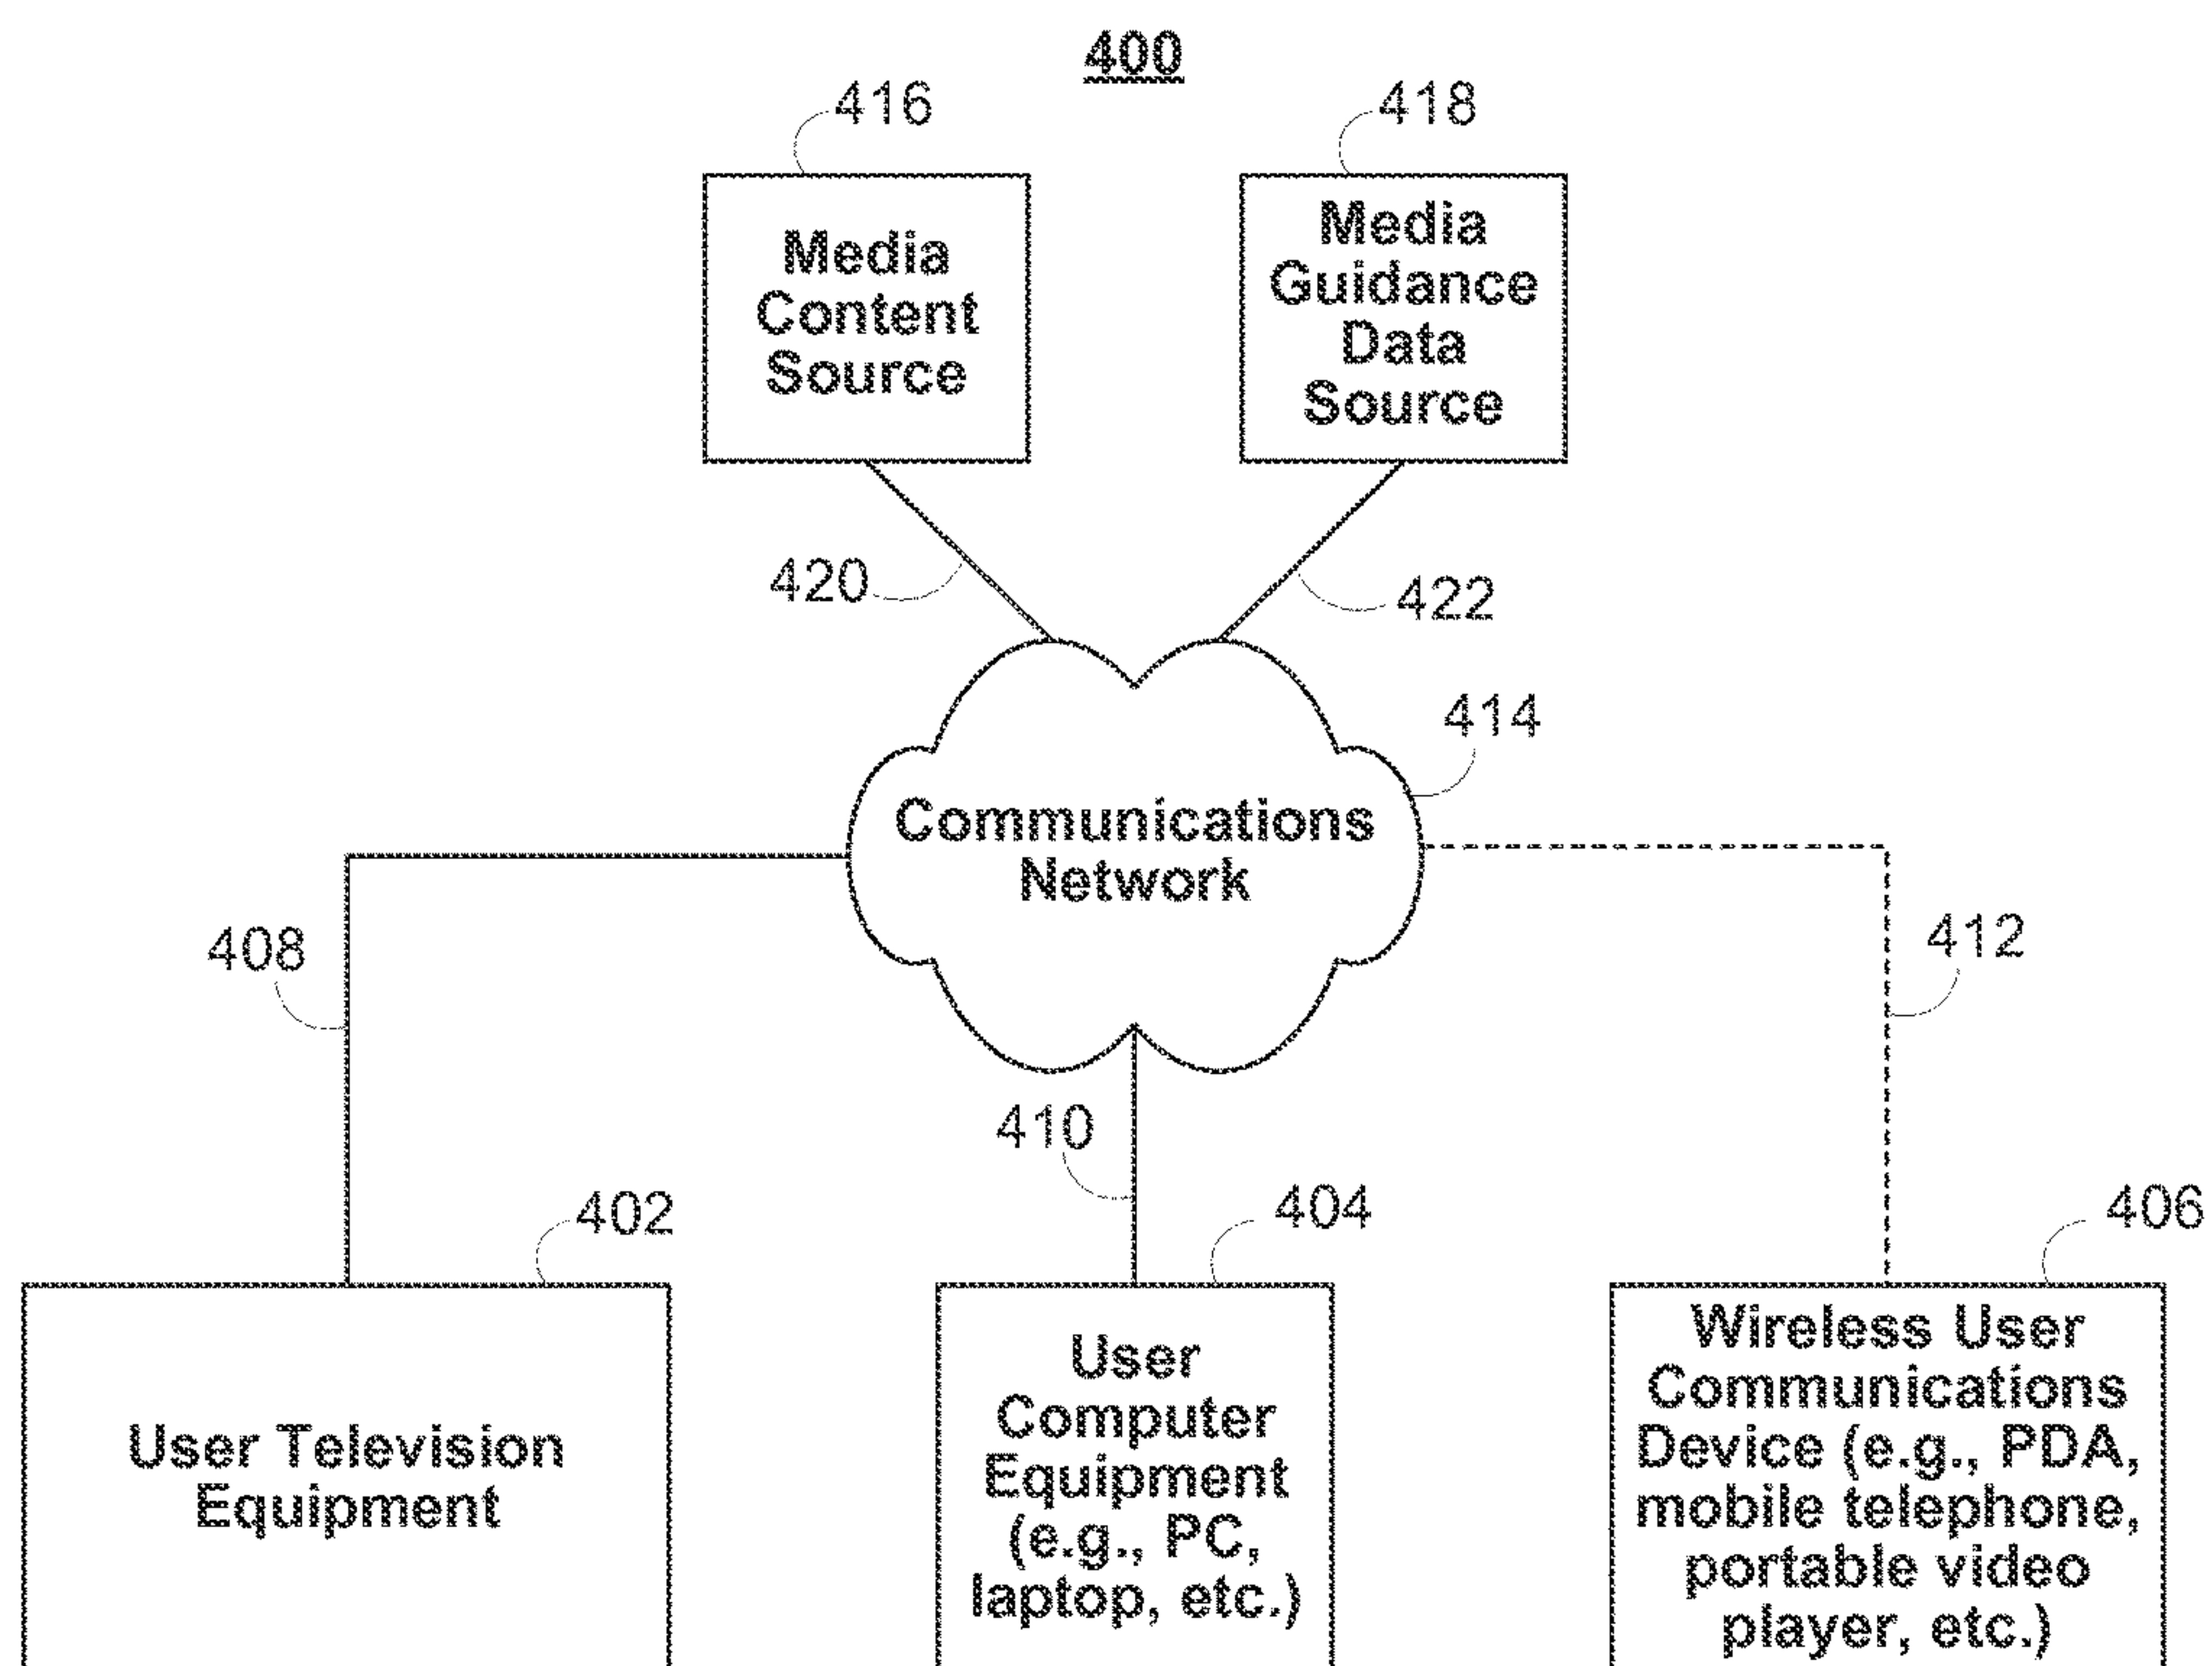 400
416
418
Media
Content
Source
Media
Guidance
Data
Source
420
422
414
Communications
Network
408
412
410
402
404
406
User Television
Equipment
User
Computer
Equipment
(e.g., PC,
laptop, etc.)
Wireless User
Communications
Device (e.g., PDA,
mobile telephone,
portable video
player, etc.)